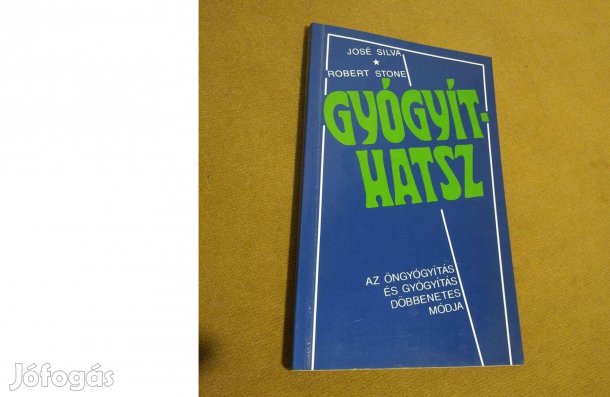 JOSÉ SILVA
★
ROBERT STONE
GYÓGYÍT-
HATSZ
AZ ÖNGYÓGYÍTÁS
ÉS GYÓGYÍTÁS
DÖBBENETES
MÓDJA
Jófogás